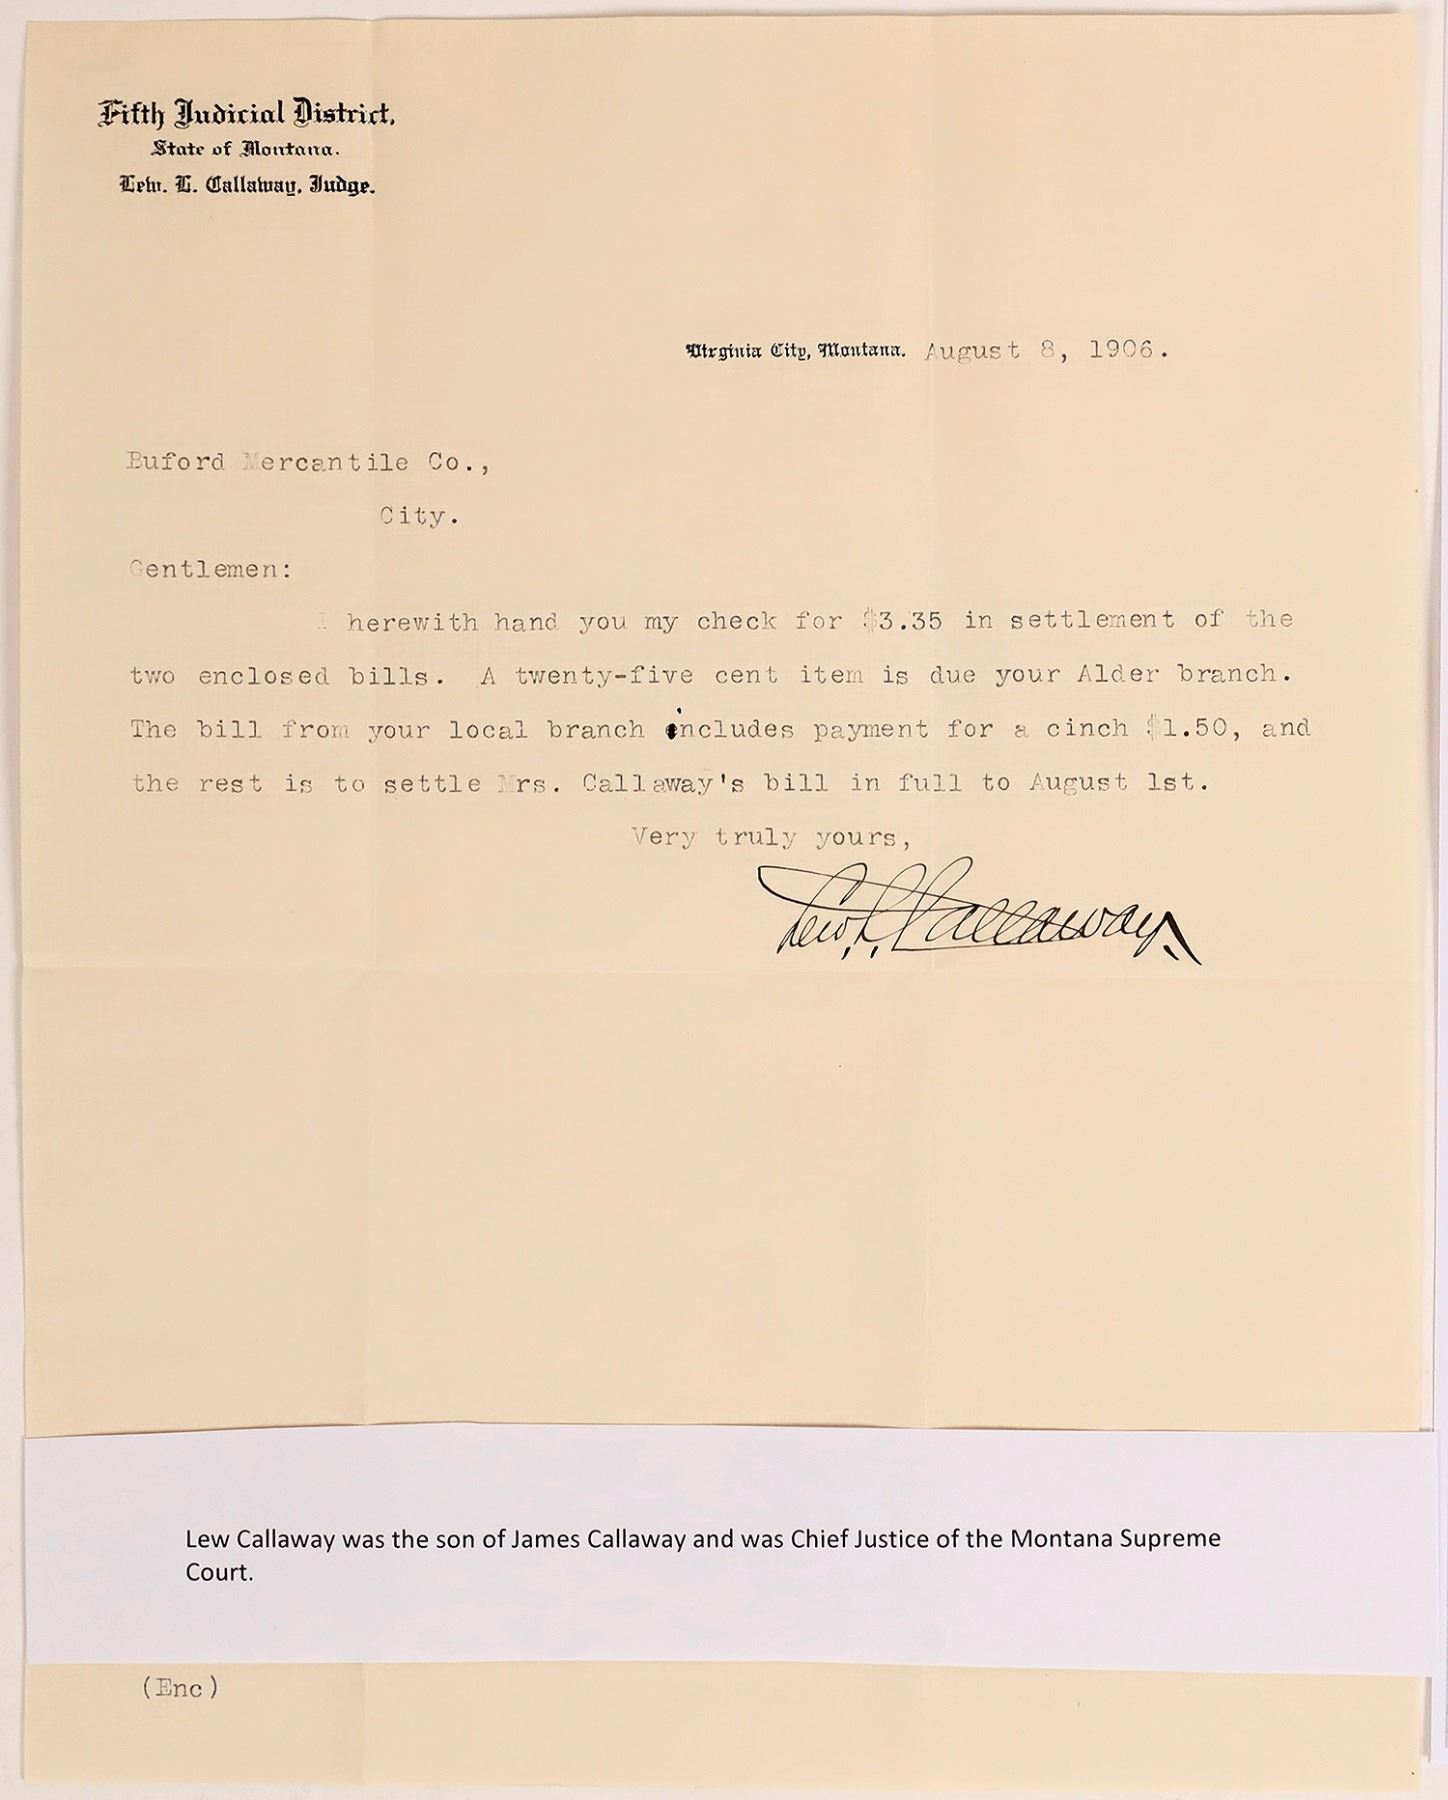 Fifth Judicial District,
State of Montana.
Lew. L. Callaway, Judge.
Virginia City, Montana. August 8, 1906.
Buford Mercantile Co.,
City.
Gentlemen:
I herewith hand you my check for $3.35 in settlement of the
two enclosed bills. A twenty-five cent item is due your Alder branch.
The bill from your local branch includes payment for a cinch $1.50, and
the rest is to settle Mrs. Callaway's bill in full to August 1st.
Very truly yours,
Lew. L. Callaway.
Lew Callaway was the son of James Callaway and was Chief Justice of the Montana Supreme
Court.
(Enc)